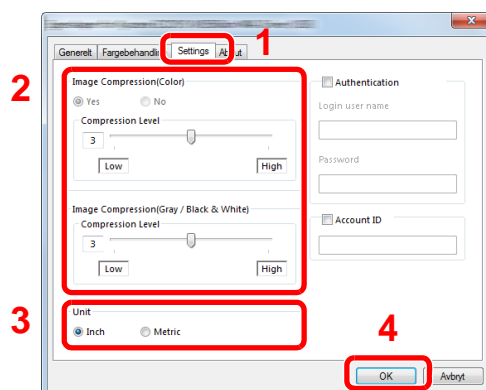 1
Generelt Fargebehandlin Settings Ab ut
2
Image Compression(Color)
Yes No
Compression Level
3
Low High
Image Compression(Gray / Black & White)
Compression Level
3
Low High
Authentication
Login user name
Password
Account ID
3
Unit
Inch Metric
4
OK Avbryt